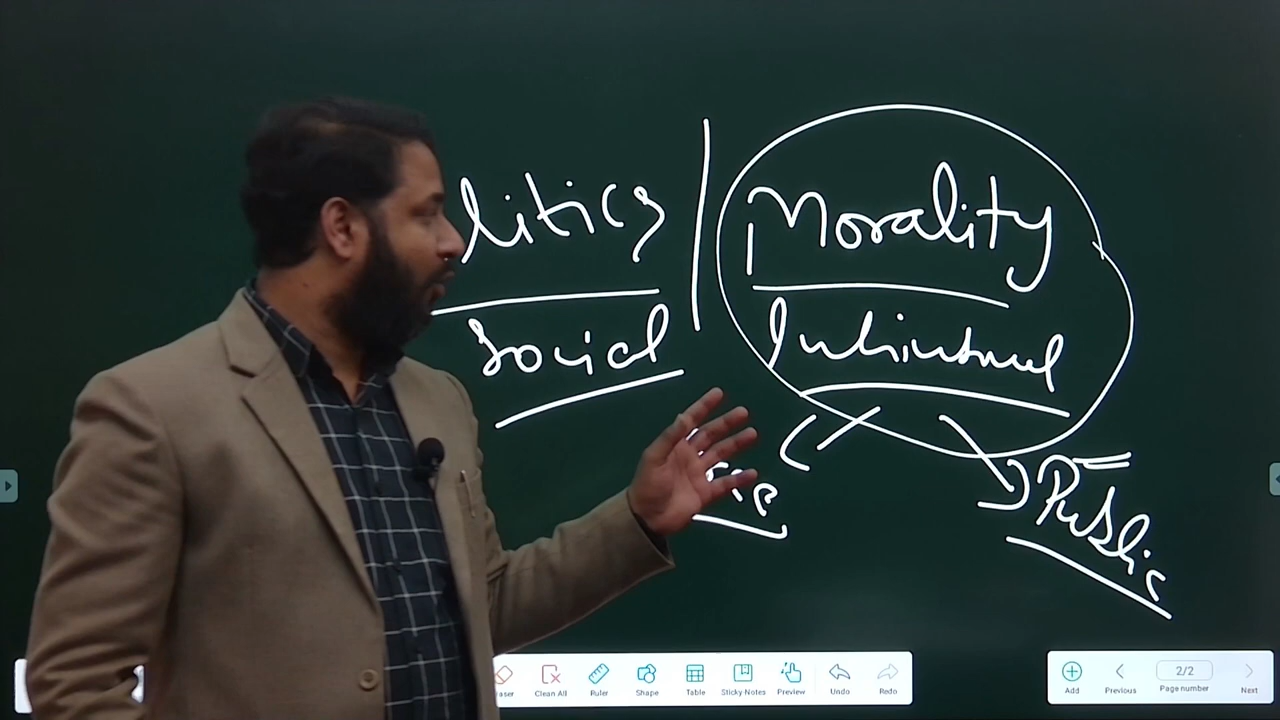 litics | Morality
Social
Public
Eraser Clean All Ruler Shape Table Sticky-Notes Preview Undo Redo
Add Previous 2/2 Page number Next